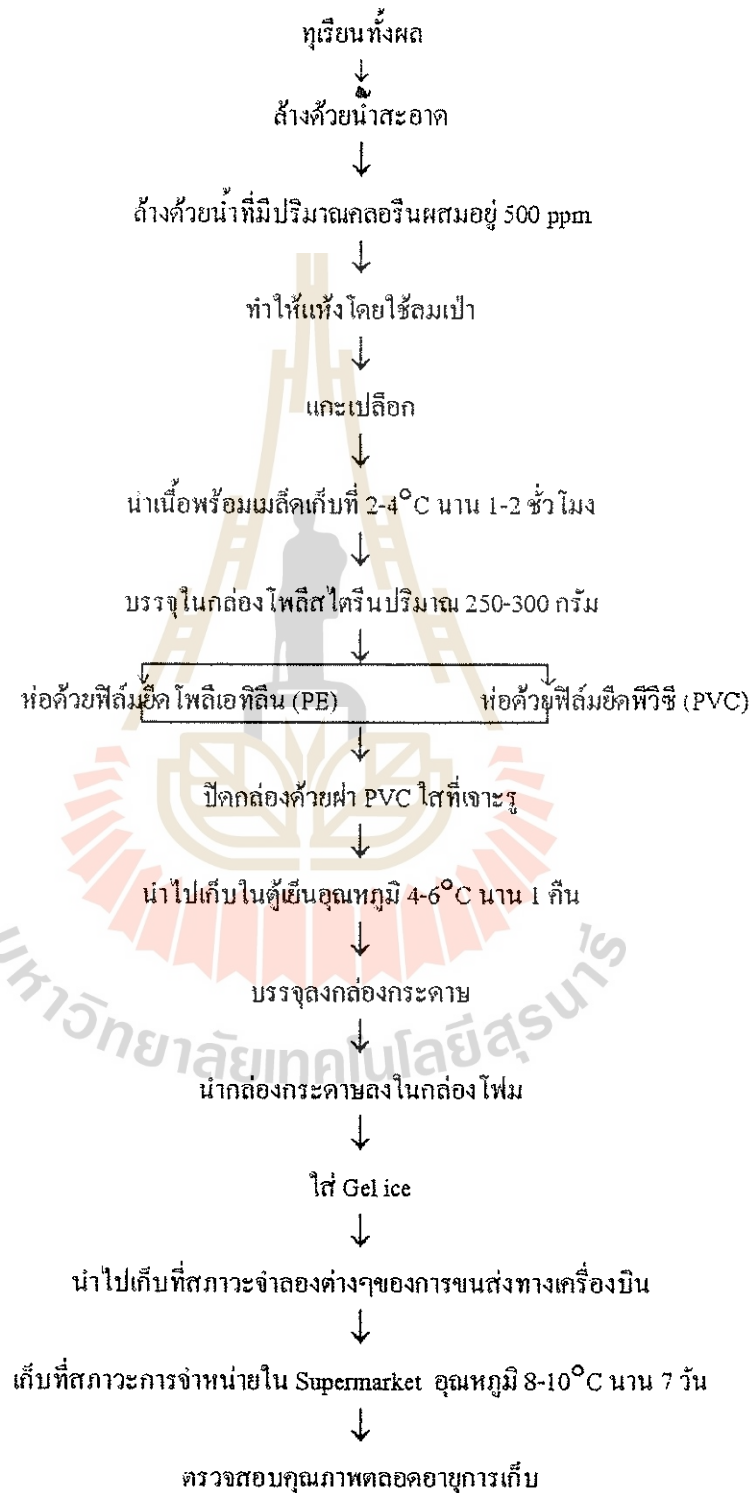 ทุเรียนทั้งผล
ล้างด้วยน้ำสะอาด
ล้างด้วยน้ำที่มีปริมาณคลอรีนผสมอยู่ 500 ppm
ทำให้แห้งโดยใช้ลมเป่า
แกะเปลือก
นำเนื้อพร้อมเมล็ดเก็บที่ 2-4°C นาน 1-2 ชั่วโมง
บรรจุในกล่องโพลีสไตรีนปริมาณ 250-300 กรัม
ห่อด้วยฟิล์มยืดโพลีเอทิลีน (PE) ห่อด้วยฟิล์มยืดพีวีซี (PVC)
ปิดกล่องด้วยฝา PVC ใสที่เจาะรู
นำไปเก็บในตู้เย็นอุณหภูมิ 4-6°C นาน 1 คืน
บรรจุลงกล่องกระดาษ
มหาวิทยาลัยเทคโนโลยีสุรนารี
นำกล่องกระดาษลงในกล่องโฟม
ใส่ Gel ice
นำไปเก็บที่สภาวะจำลองต่างๆของการขนส่งทางเครื่องบิน
เก็บที่สภาวะการจำหน่ายใน Supermarket อุณหภูมิ 8-10°C นาน 7 วัน
ตรวจสอบคุณภาพตลอดอายุการเก็บ